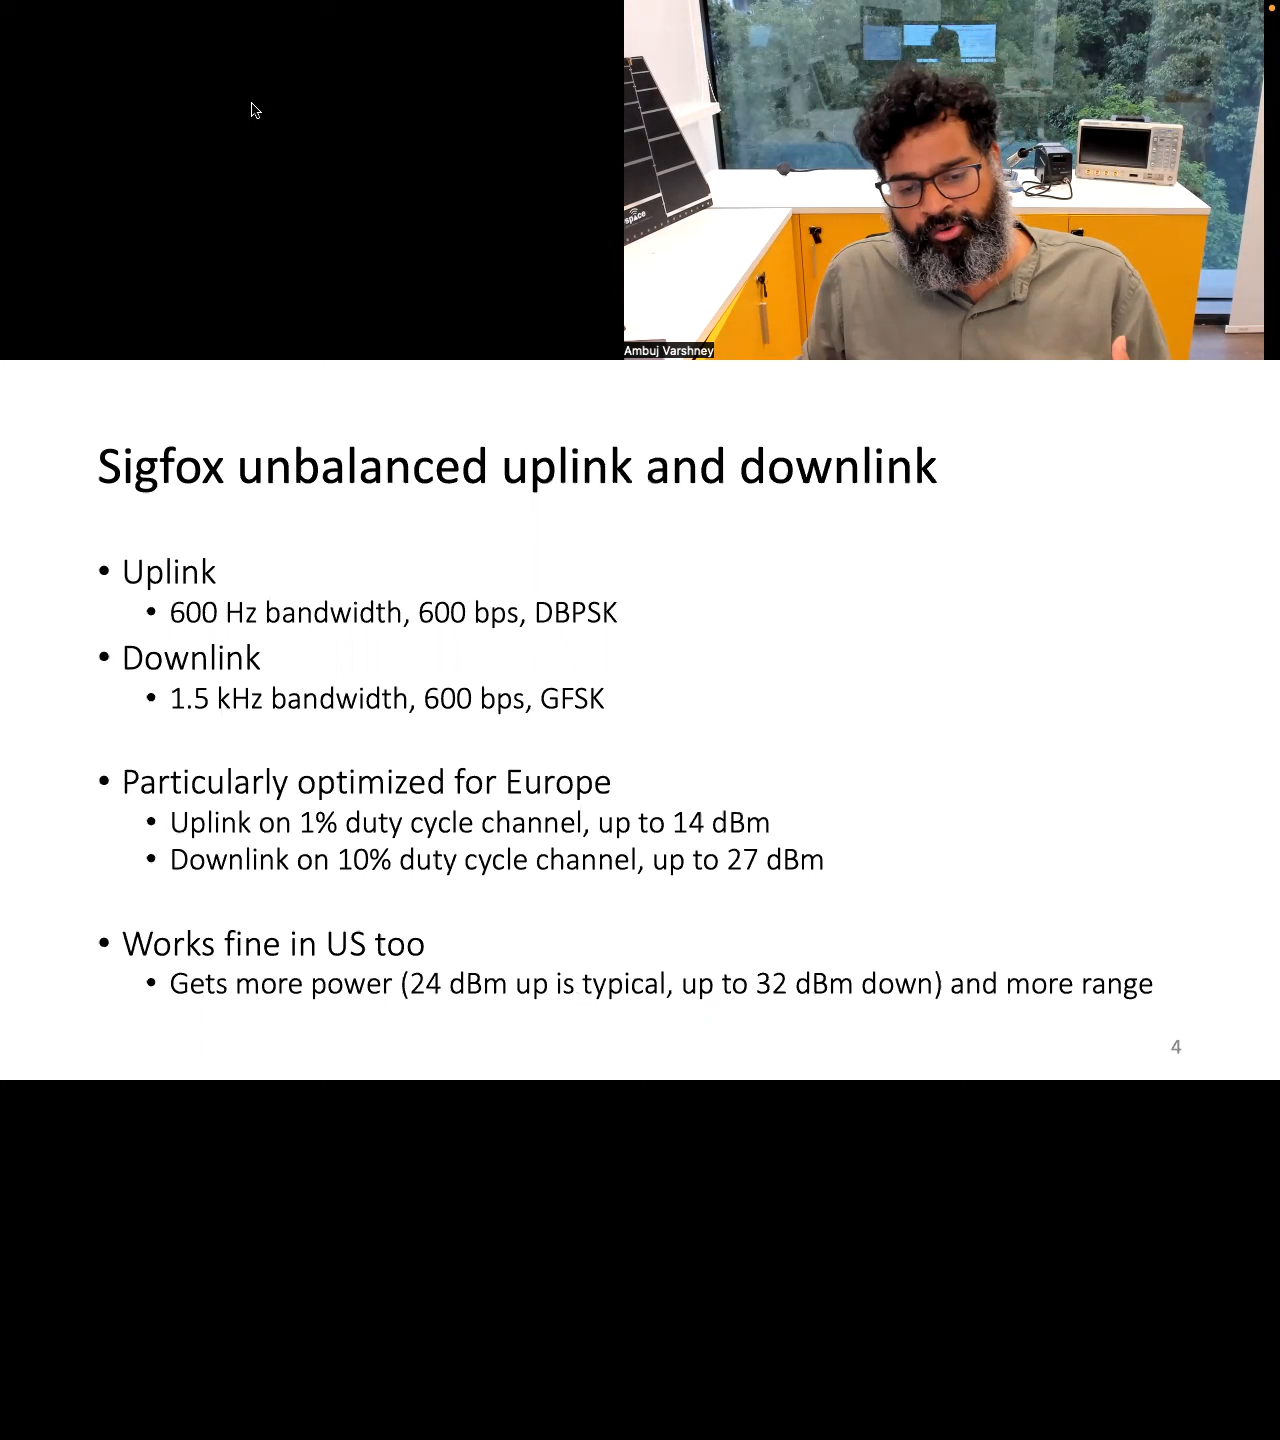 space
Ambuj Varshney
Sigfox unbalanced uplink and downlink
• Uplink
• 600 Hz bandwidth, 600 bps, DBPSK
• Downlink
• 1.5 kHz bandwidth, 600 bps, GFSK
• Particularly optimized for Europe
• Uplink on 1% duty cycle channel, up to 14 dBm
• Downlink on 10% duty cycle channel, up to 27 dBm
• Works fine in US too
• Gets more power (24 dBm up is typical, up to 32 dBm down) and more range
4